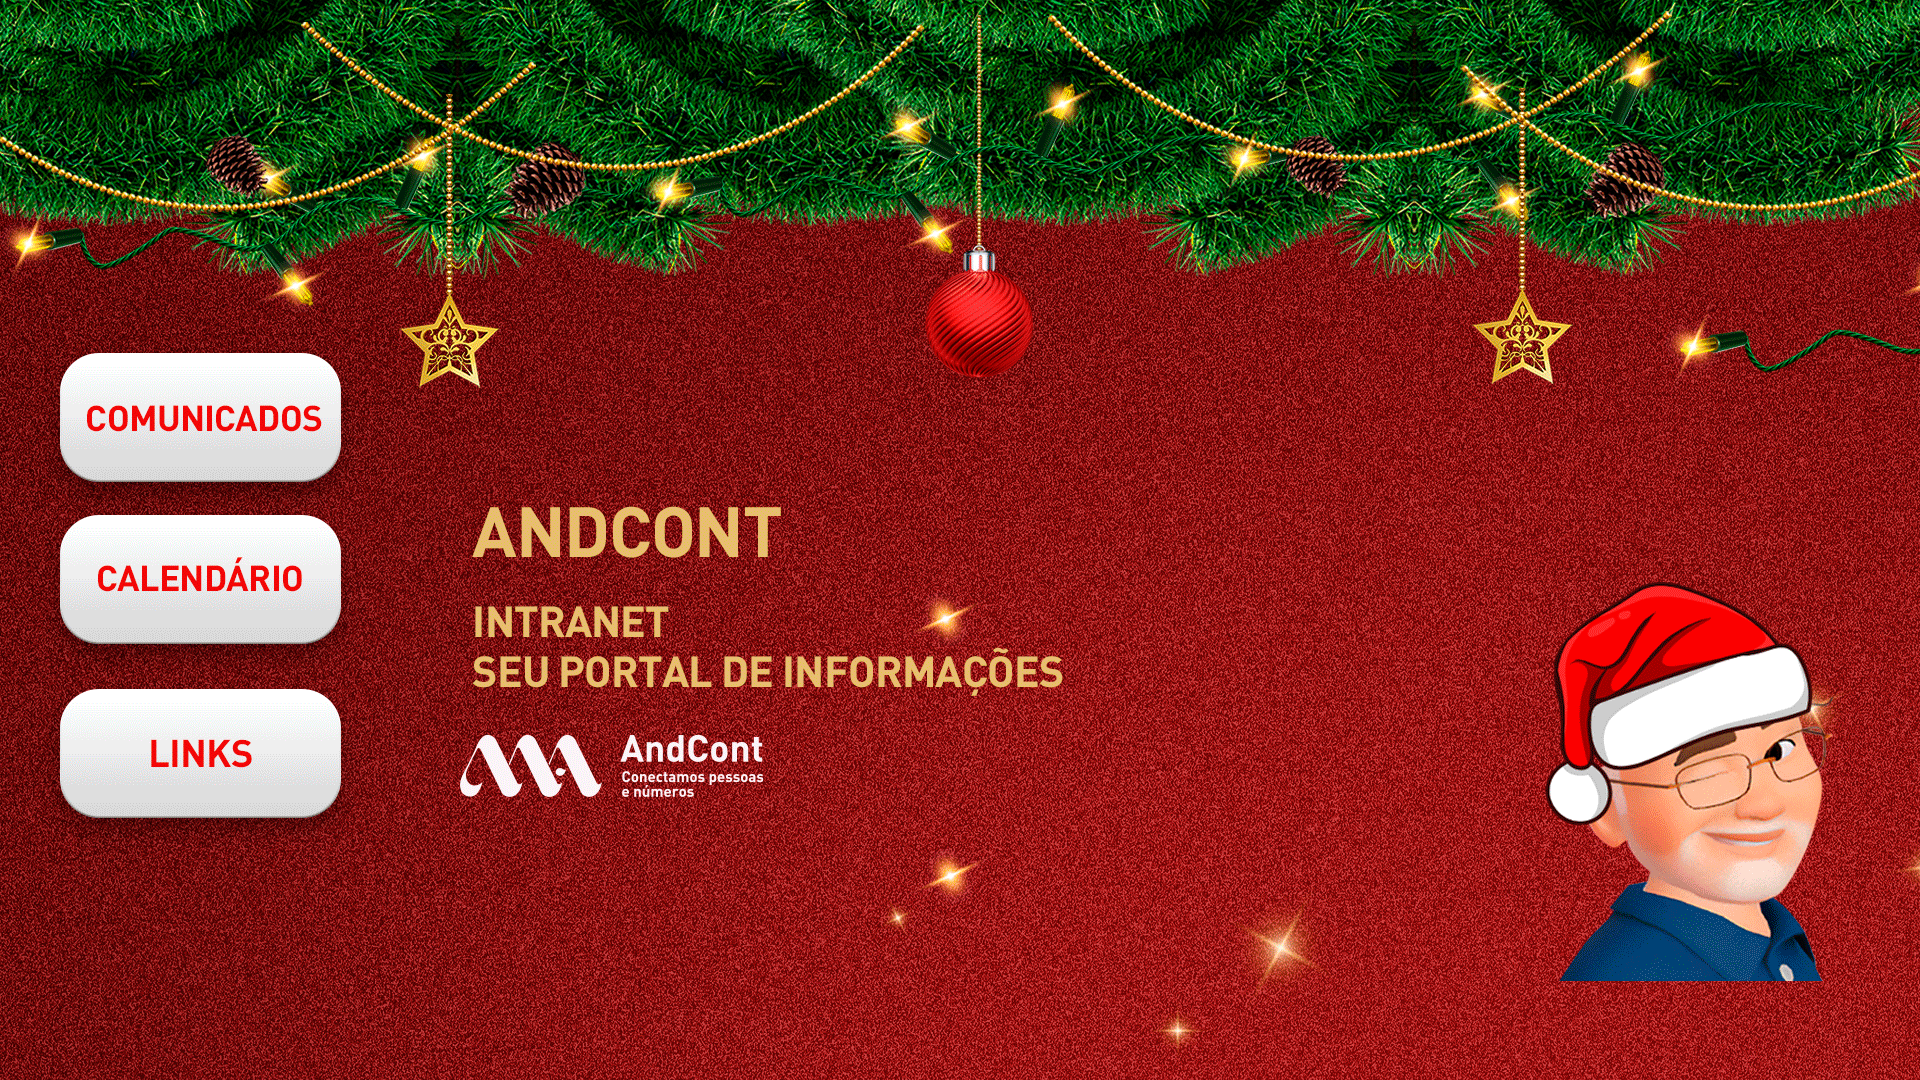 COMUNICADOS
CALENDÁRIO
LINKS
ANDCONT
INTRANET
SEU PORTAL DE INFORMAÇÕES
AndCont
Conectamos pessoas
e números